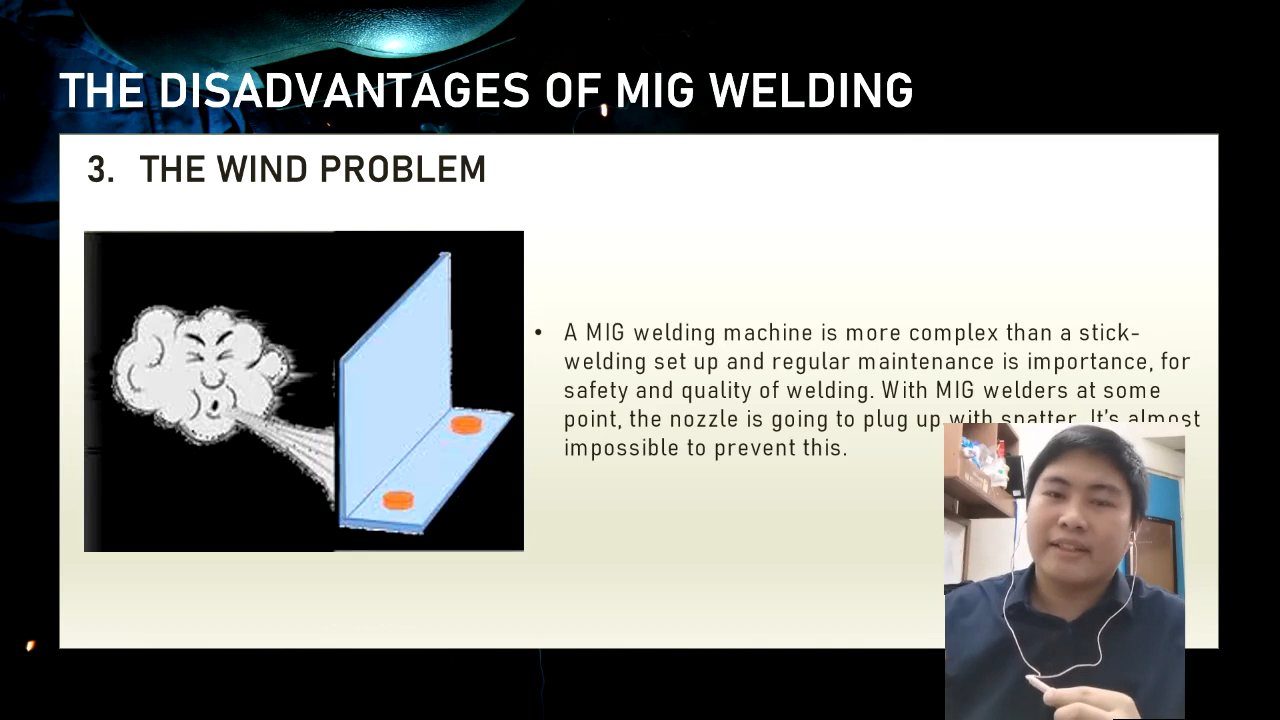 THE DISADVANTAGES OF MIG WELDING
3. THE WIND PROBLEM
• A MIG welding machine is more complex than a stick-
welding set up and regular maintenance is importance, for
safety and quality of welding. With MIG welders at some
point, the nozzle is going to plug up with spatter. It's almost
impossible to prevent this.